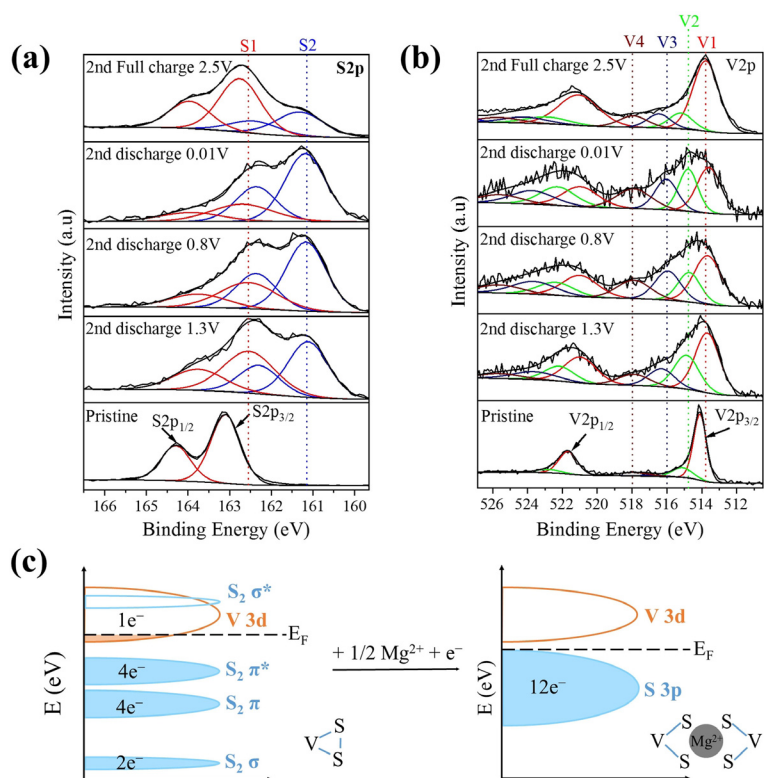 (a)
S1 S2
2nd Full charge 2.5V
S2p
2nd discharge 0.01V
2nd discharge 0.8V
2nd discharge 1.3V
Pristine
S2p1/2
S2p3/2
Intensity (a.u)
166 165 164 163 162 161 160
Binding Energy (eV)
(b)
V2
V4 V3 V1
2nd Full charge 2.5V
V2p
2nd discharge 0.01V
2nd discharge 0.8V
2nd discharge 1.3V
Pristine
V2p1/2
V2p3/2
Intensity (a.u)
526 524 522 520 518 516 514 512
Binding Energy (eV)
(c)
E (eV)
S2 σ*
V 3d
1e⁻
EF
4e⁻
S2 π*
4e⁻
S2 π
2e⁻
S2 σ
S
V
S
+ 1/2 Mg²⁺ + e⁻
E (eV)
V 3d
EF
12e⁻
S 3p
S S
V Mg²⁺ V
S S